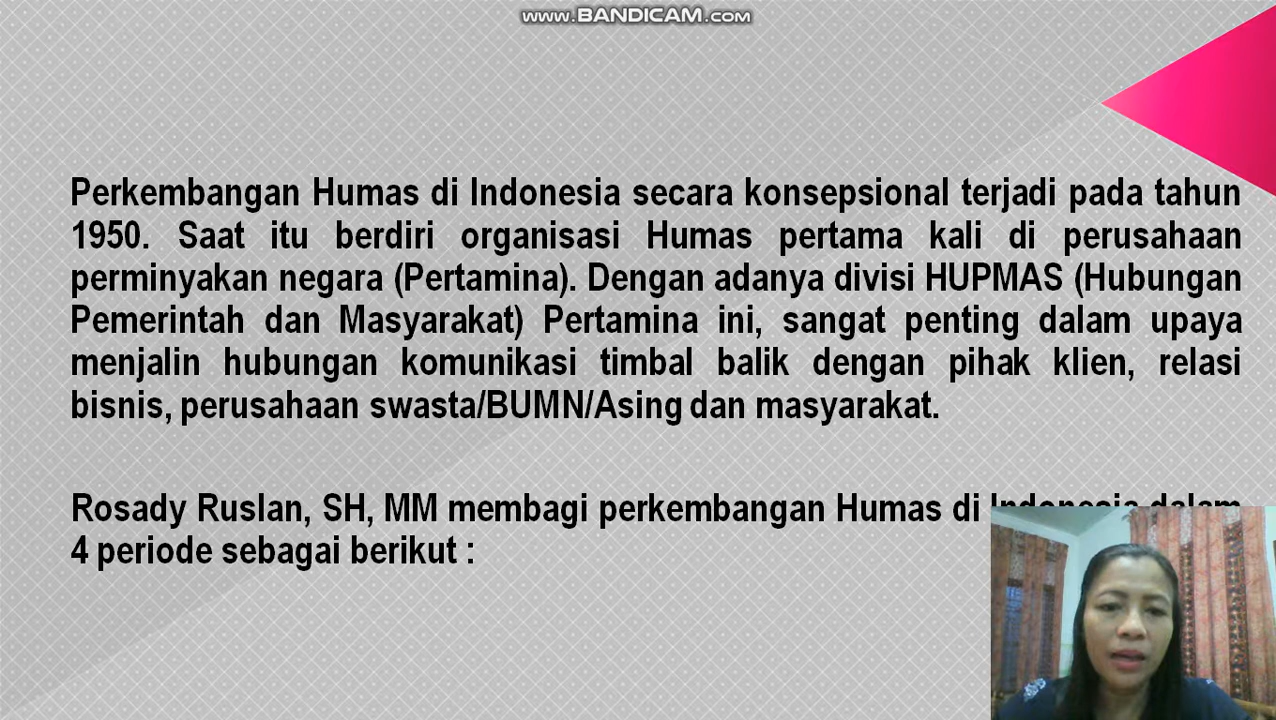 www.BANDICAM.com
Perkembangan Humas di Indonesia secara konsepsional terjadi pada tahun
1950. Saat itu berdiri organisasi Humas pertama kali di perusahaan
perminyakan negara (Pertamina). Dengan adanya divisi HUPMAS (Hubungan
Pemerintah dan Masyarakat) Pertamina ini, sangat penting dalam upaya
menjalin hubungan komunikasi timbal balik dengan pihak klien, relasi
bisnis, perusahaan swasta/BUMN/Asing dan masyarakat.
Rosady Ruslan, SH, MM membagi perkembangan Humas di Indonesia dalam
4 periode sebagai berikut :